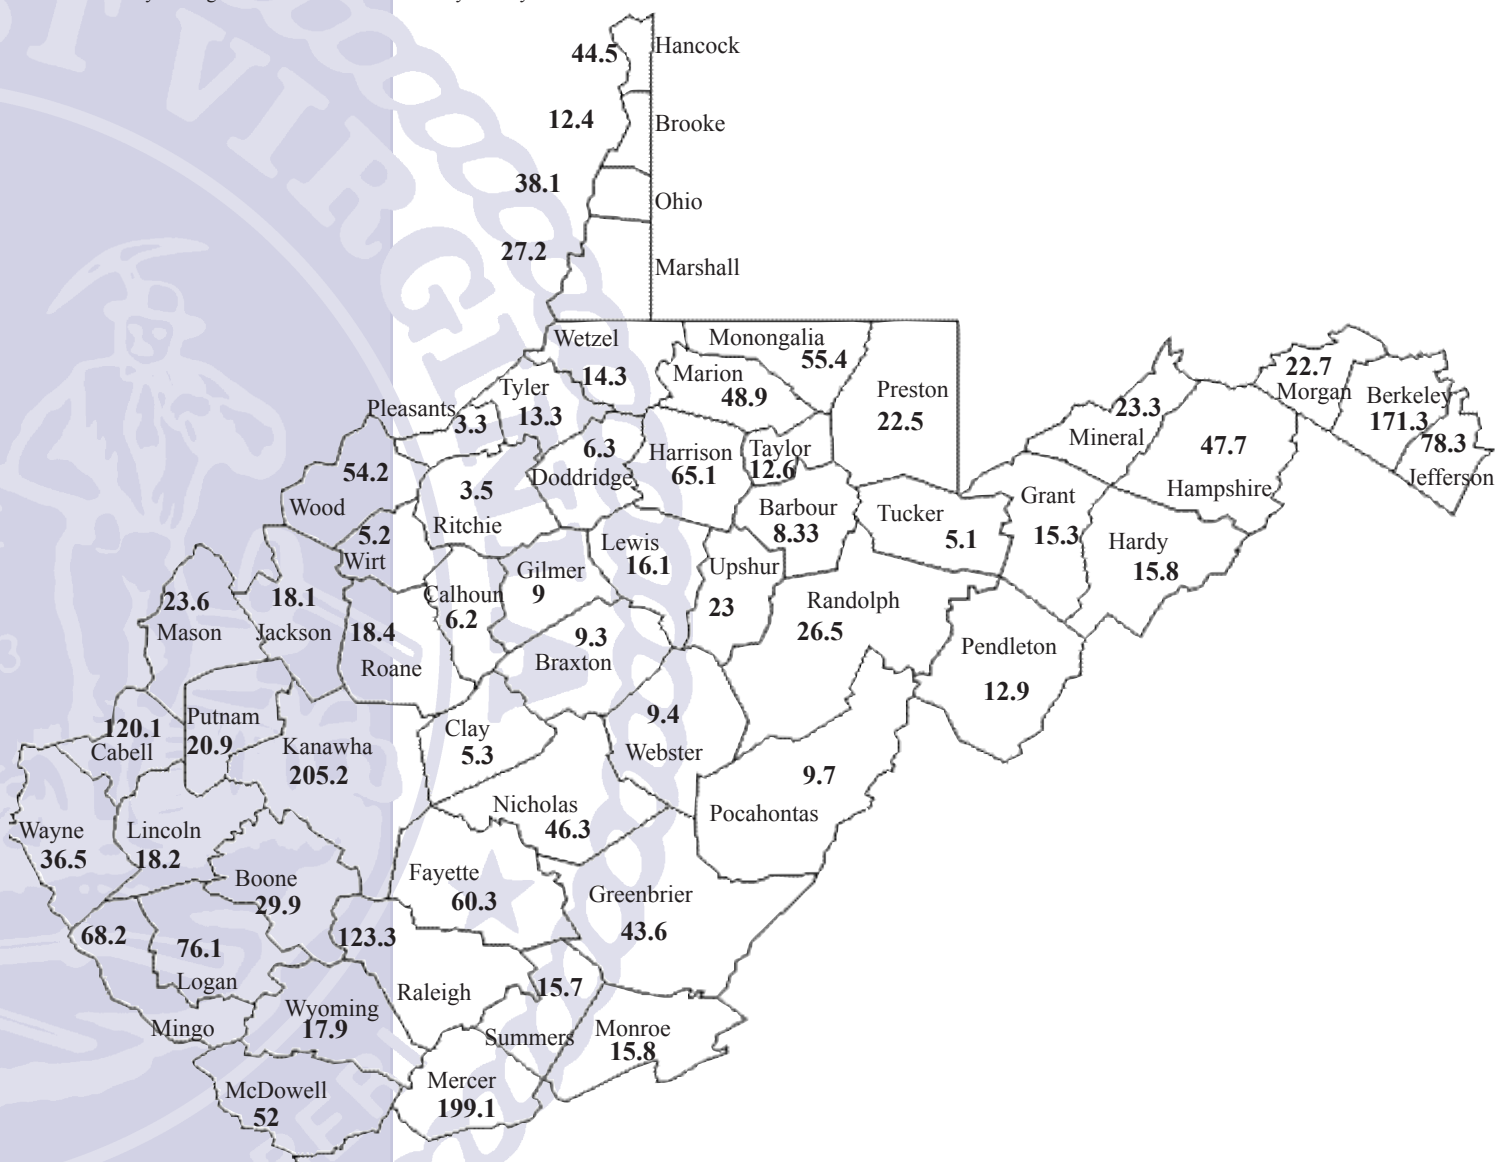 44.5
Hancock
12.4
Brooke
38.1
Ohio
27.2
Marshall
Wetzel
14.3
Monongalia
55.4
Marion
48.9
Preston
22.5
Tyler
13.3
Pleasants
3.3
22.7
Morgan
Berkeley
171.3
78.3
Jefferson
23.3
Mineral
47.7
Hampshire
54.2
Wood
3.5
Ritchie
6.3
Doddridge
Harrison
65.1
Taylor
12.6
Barbour
8.33
Tucker
5.1
Grant
15.3
Hardy
15.8
5.2
Wirt
Lewis
16.1
Upshur
23
Gilmer
9
Calhoun
6.2
23.6
Mason
18.1
Jackson
18.4
Roane
9.3
Braxton
Randolph
26.5
Pendleton
12.9
120.1
Cabell
Putnam
20.9
Kanawha
205.2
Clay
5.3
9.4
Webster
9.7
Pocahontas
Nicholas
46.3
Wayne
36.5
Lincoln
18.2
Boone
29.9
Fayette
60.3
Greenbrier
43.6
68.2
Mingo
76.1
Logan
123.3
Raleigh
15.7
Summers
Wyoming
17.9
Monroe
15.8
McDowell
52
Mercer
199.1
VIRGINIA